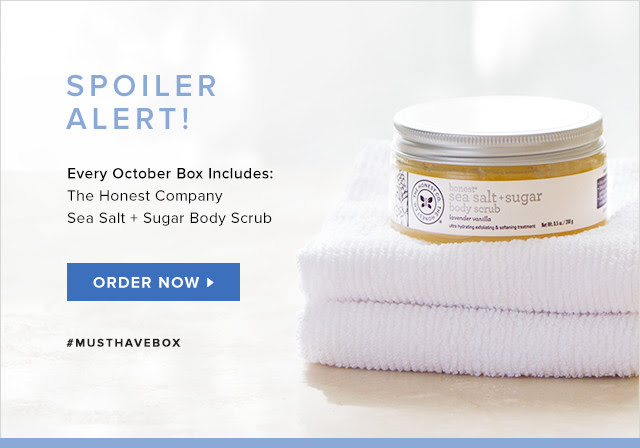 SPOILER
ALERT!
Every October Box Includes:
The Honest Company
Sea Salt + Sugar Body Scrub
ORDER NOW
#MUSTHAVEBOX
honest®
sea salt+sugar
body scrub
lavender vanilla
ultra hydrating exfoliating & softening treatment